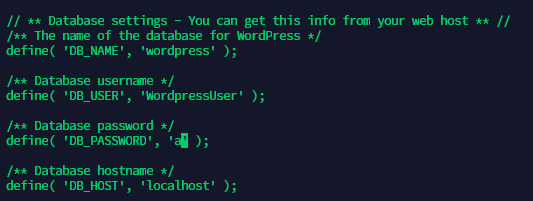 // ** Database settings - You can get this info from your web host ** //
/** The name of the database for WordPress */
define( 'DB_NAME', 'wordpress' );
/** Database username */
define( 'DB_USER', 'WordpressUser' );
/** Database password */
define( 'DB_PASSWORD', 'a' );
/** Database hostname */
define( 'DB_HOST', 'localhost' );